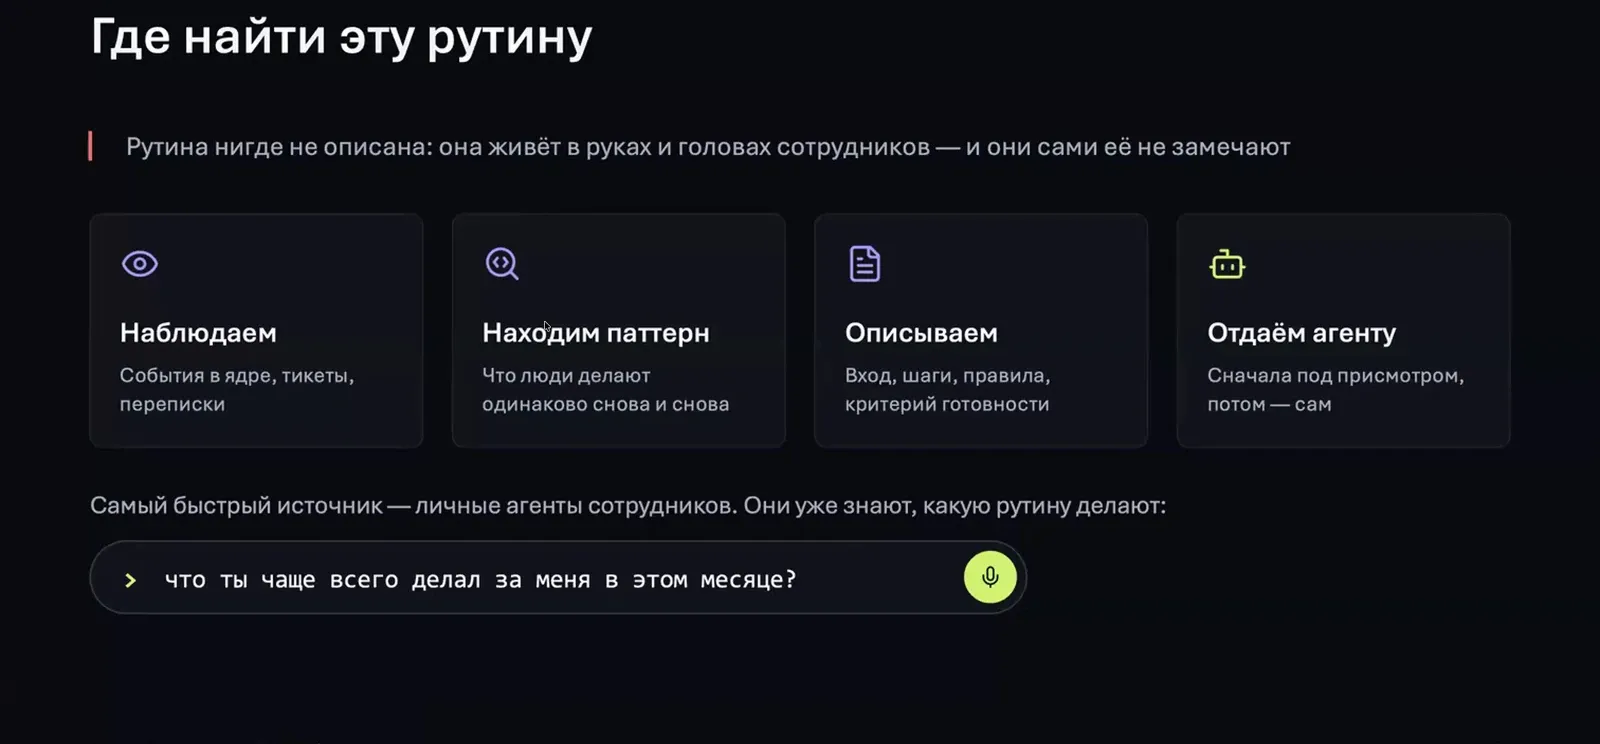 Где найти эту рутину
Рутина нигде не описана: она живёт в руках и головах сотрудников — и они сами её не замечают
Наблюдаем
События в ядре, тикеты,
переписки
Находим паттерн
Что люди делают
одинаково снова и снова
Описываем
Вход, шаги, правила,
критерий готовности
Отдаём агенту
Сначала под присмотром,
потом — сам
Самый быстрый источник — личные агенты сотрудников. Они уже знают, какую рутину делают:
> что ты чаще всего делал за меня в этом месяце?